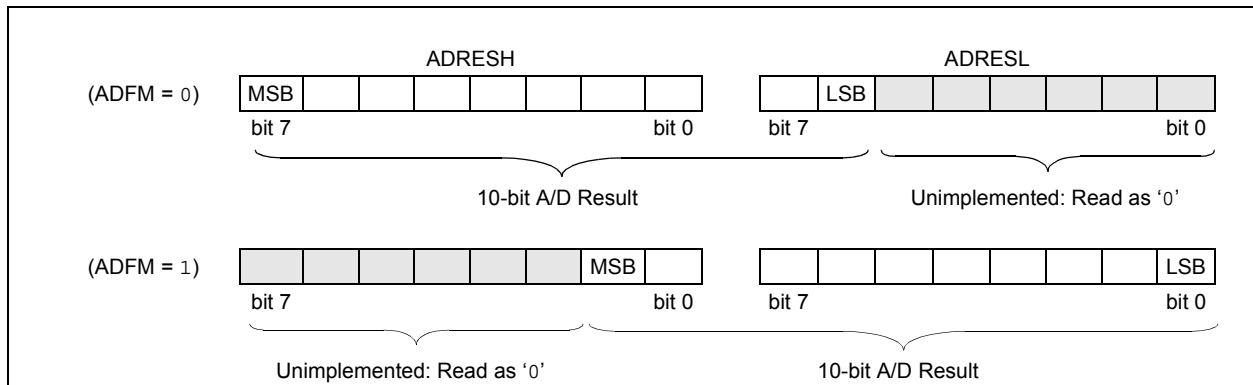 ADRESH ADRESL
(ADFM = 0) MSB LSB
bit 7 bit 0 bit 7 bit 0
10-bit A/D Result Unimplemented: Read as ‘0’
(ADFM = 1) MSB LSB
bit 7 bit 0 bit 7 bit 0
Unimplemented: Read as ‘0’ 10-bit A/D Result